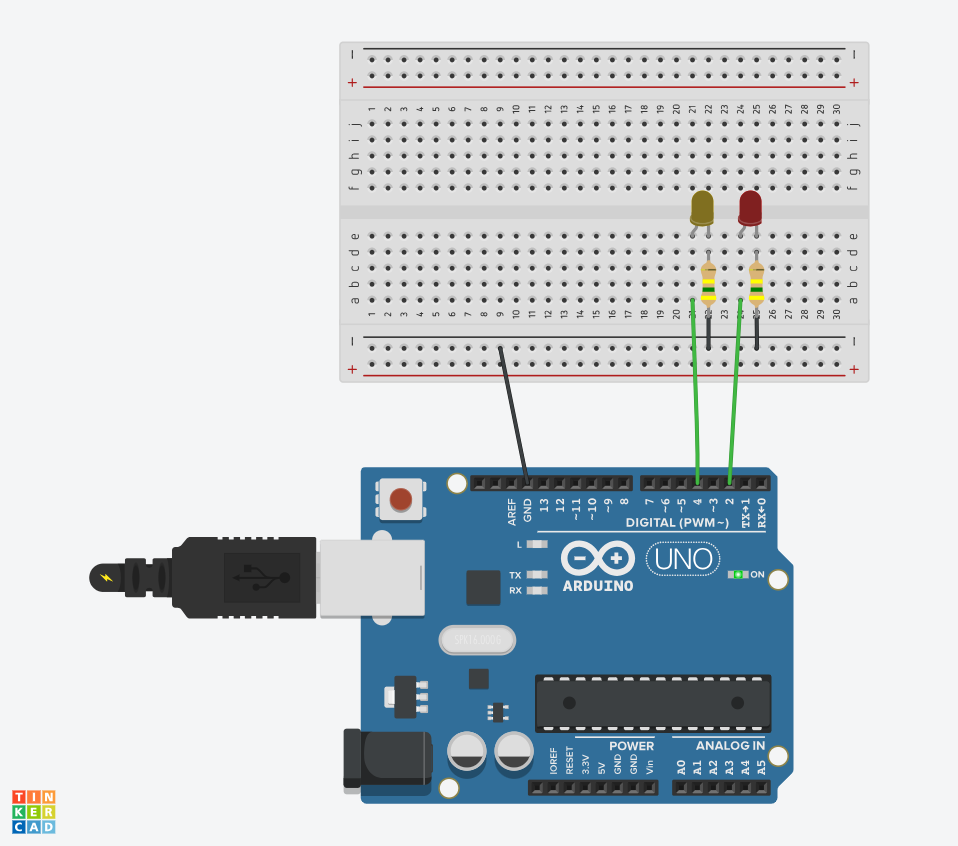 − −
+ +
1 2 3 4 5 6 7 8 9 10 11 12 13 14 15 16 17 18 19 20 21 22 23 24 25 26 27 28 29 30
j j
i i
h h
g g
f f
e e
d d
c c
b b
a a
1 2 3 4 5 6 7 8 9 10 11 12 13 14 15 16 17 18 19 20 23 24 26 27 28 29 30
− −
+ +
AREF GND 13 12 ~11 ~10 ~9 8 7 ~6 ~5 4 ~3 2 TX→1 RX←0
DIGITAL (PWM~)
L
TX
RX
ARDUINO
UNO
ON
POWER
ANALOG IN
IOREF RESET 3.3V 5V GND GND Vin A0 A1 A2 A3 A4 A5
TIN
KER
CAD